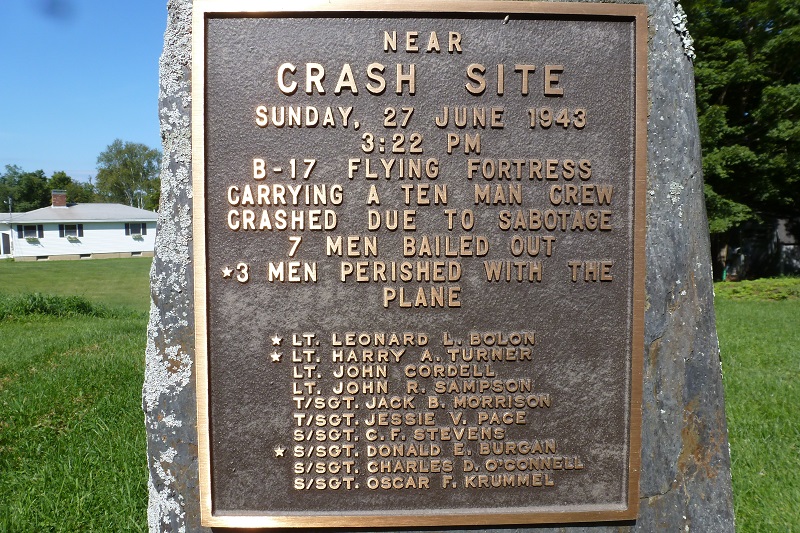 NEAR
CRASH SITE
SUNDAY, 27 JUNE 1943
3:22 PM
B-17 FLYING FORTRESS
CARRYING A TEN MAN CREW
CRASHED DUE TO SABOTAGE
7 MEN BAILED OUT
★3 MEN PERISHED WITH THE
PLANE
★ LT. LEONARD L. BOLON
★ LT. HARRY A. TURNER
LT. JOHN CORDELL
LT. JOHN R. SAMPSON
T/SGT. JACK B. MORRISON
T/SGT. JESSIE V. PACE
S/SGT. C. F. STEVENS
★ S/SGT. DONALD E. BURGAN
S/SGT. CHARLES D. O'CONNELL
S/SGT. OSCAR F. KRUMMEL